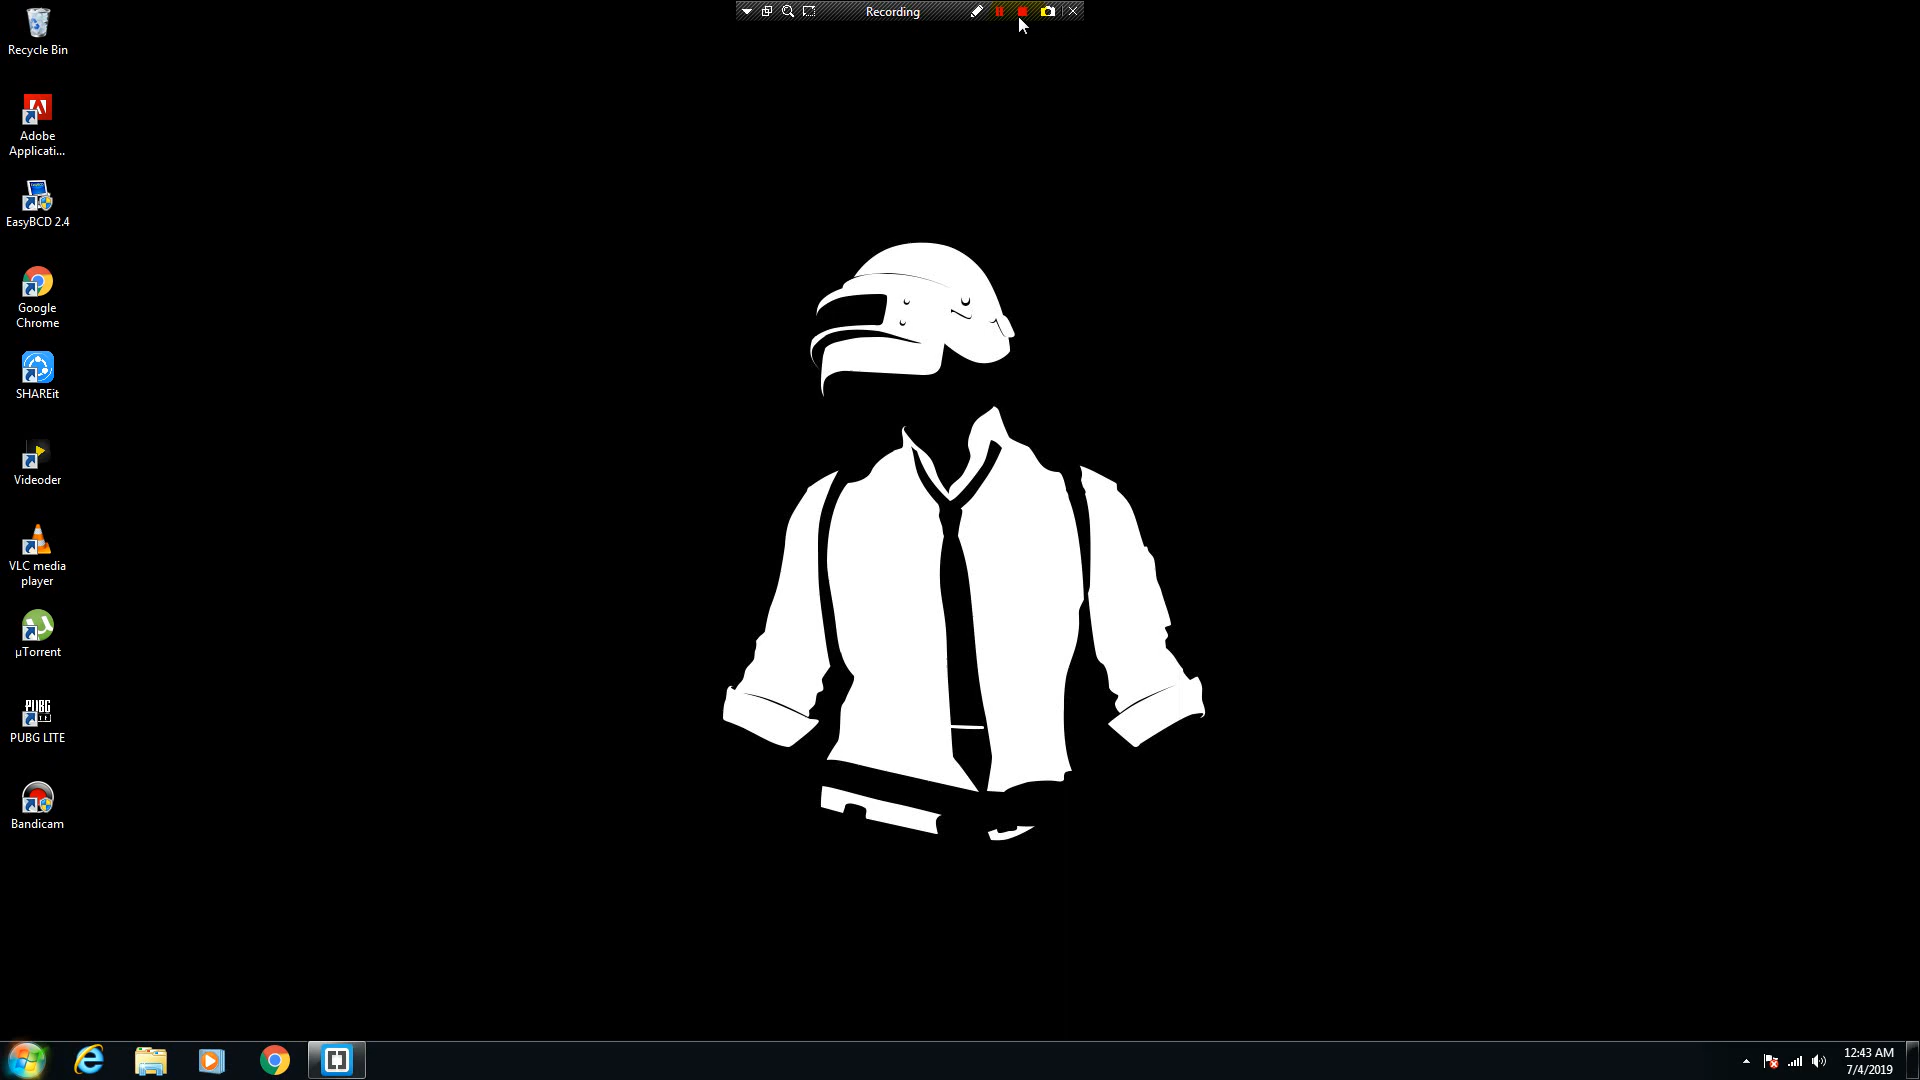 Recording
Recycle Bin
Adobe
Applicati...
EasyBCD 2.4
Google
Chrome
SHAREit
Videoder
VLC media
player
µTorrent
PUBG
PUBG LITE
Bandicam
12:43 AM
7/4/2019